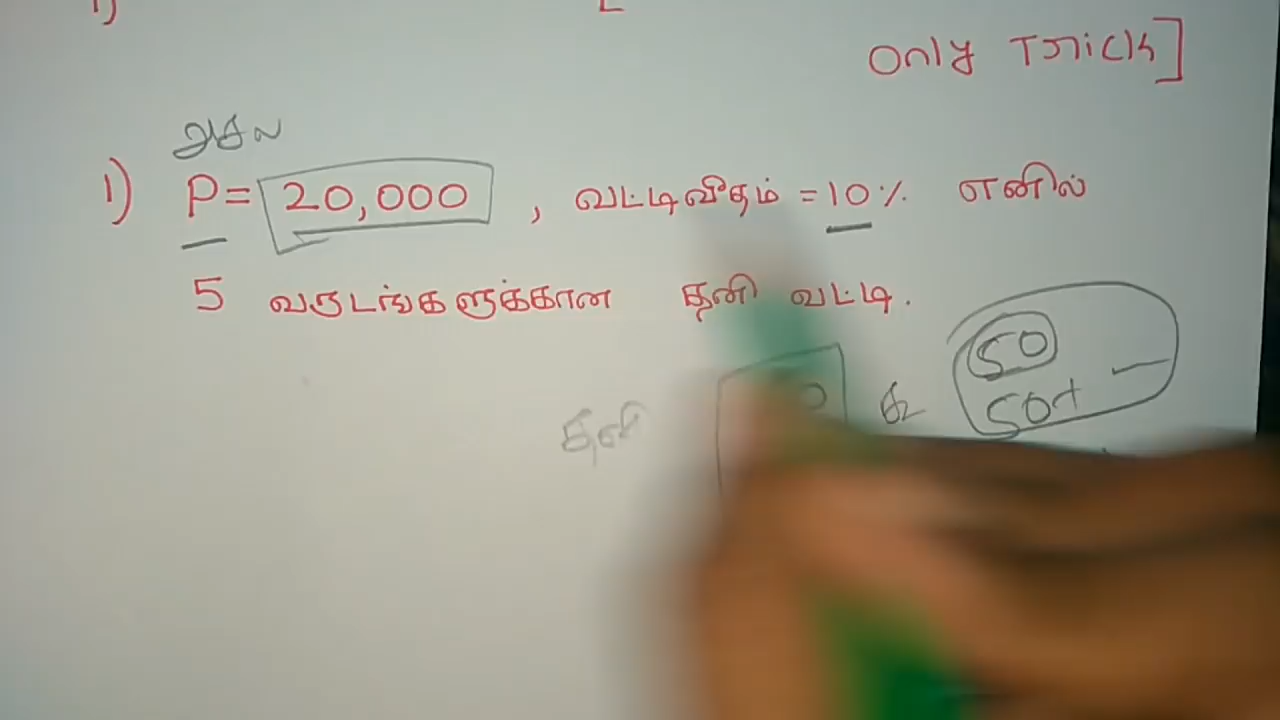 1)
Only Trick]
அசல
1) P= 20,000 , வட்டிவீதம் =10% எனில்
5 வருடங்களுக்கான தனி வட்டி.
50
தனி கூ 50+